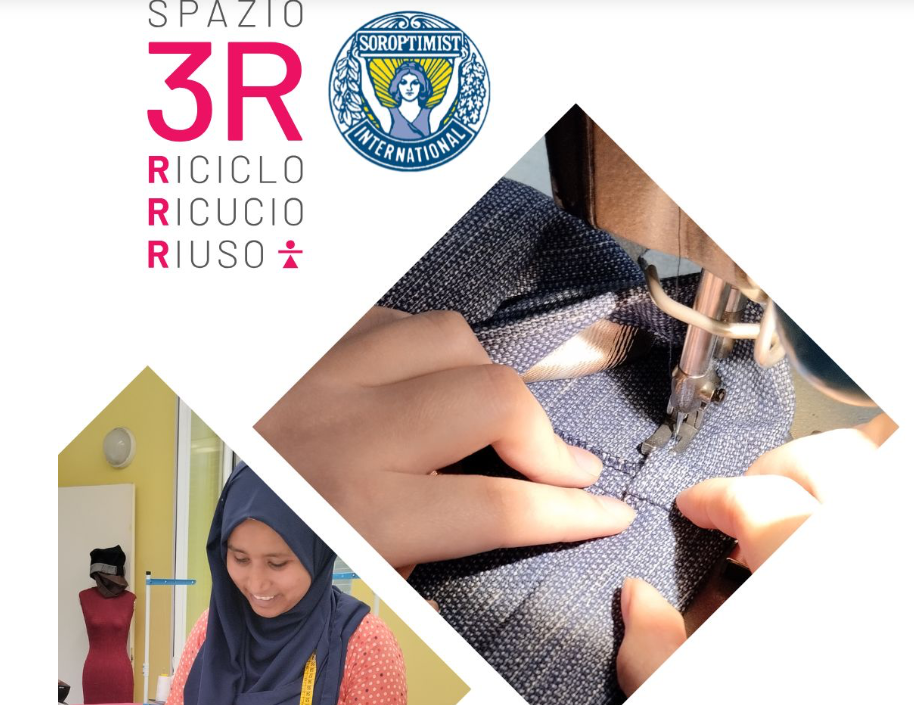 SPAZIO
3R
RICICLO
RICUCIO
RIUSO
SOROPTIMIST
INTERNATIONAL